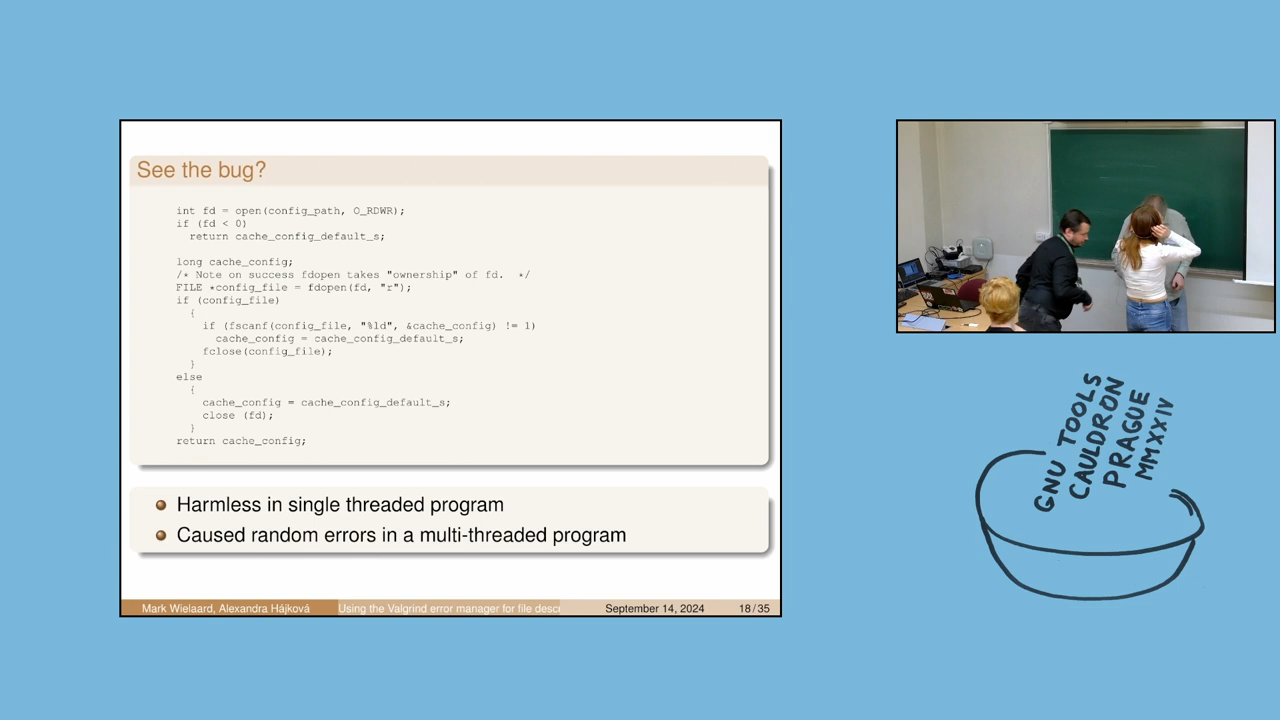 See the bug?
int fd = open(config_path, O_RDWR);
if (fd < 0)
  return cache_config_default_s;
long cache_config;
/* Note on success fdopen takes "ownership" of fd.  */
FILE *config_file = fdopen(fd, "r");
if (config_file)
  {
    if (fscanf(config_file, "%ld", &cache_config) != 1)
      cache_config = cache_config_default_s;
    fclose(config_file);
  }
else
  {
    cache_config = cache_config_default_s;
    close (fd);
  }
return cache_config;
Harmless in single threaded program
Caused random errors in a multi-threaded program
Mark Wielaard, Alexandra Hájková
Using the Valgrind error manager for file descr
September 14, 2024
18 / 35
GNU TOOLS
CAULDRON
PRAGUE
MMXXIV